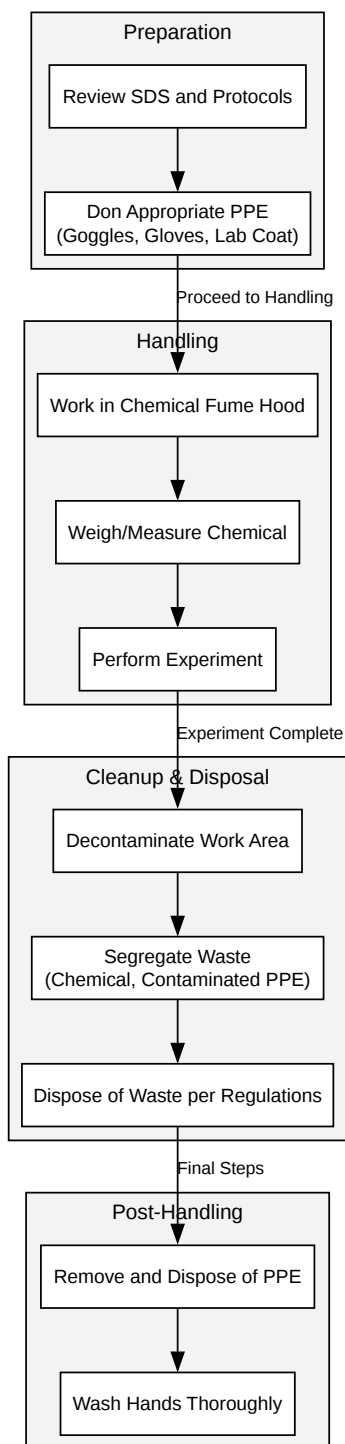 Preparation
Review SDS and Protocols
Don Appropriate PPE
(Goggles, Gloves, Lab Coat)
Proceed to Handling
Handling
Work in Chemical Fume Hood
Weigh/Measure Chemical
Perform Experiment
Experiment Complete
Cleanup & Disposal
Decontaminate Work Area
Segregate Waste
(Chemical, Contaminated PPE)
Dispose of Waste per Regulations
Final Steps
Post-Handling
Remove and Dispose of PPE
Wash Hands Thoroughly